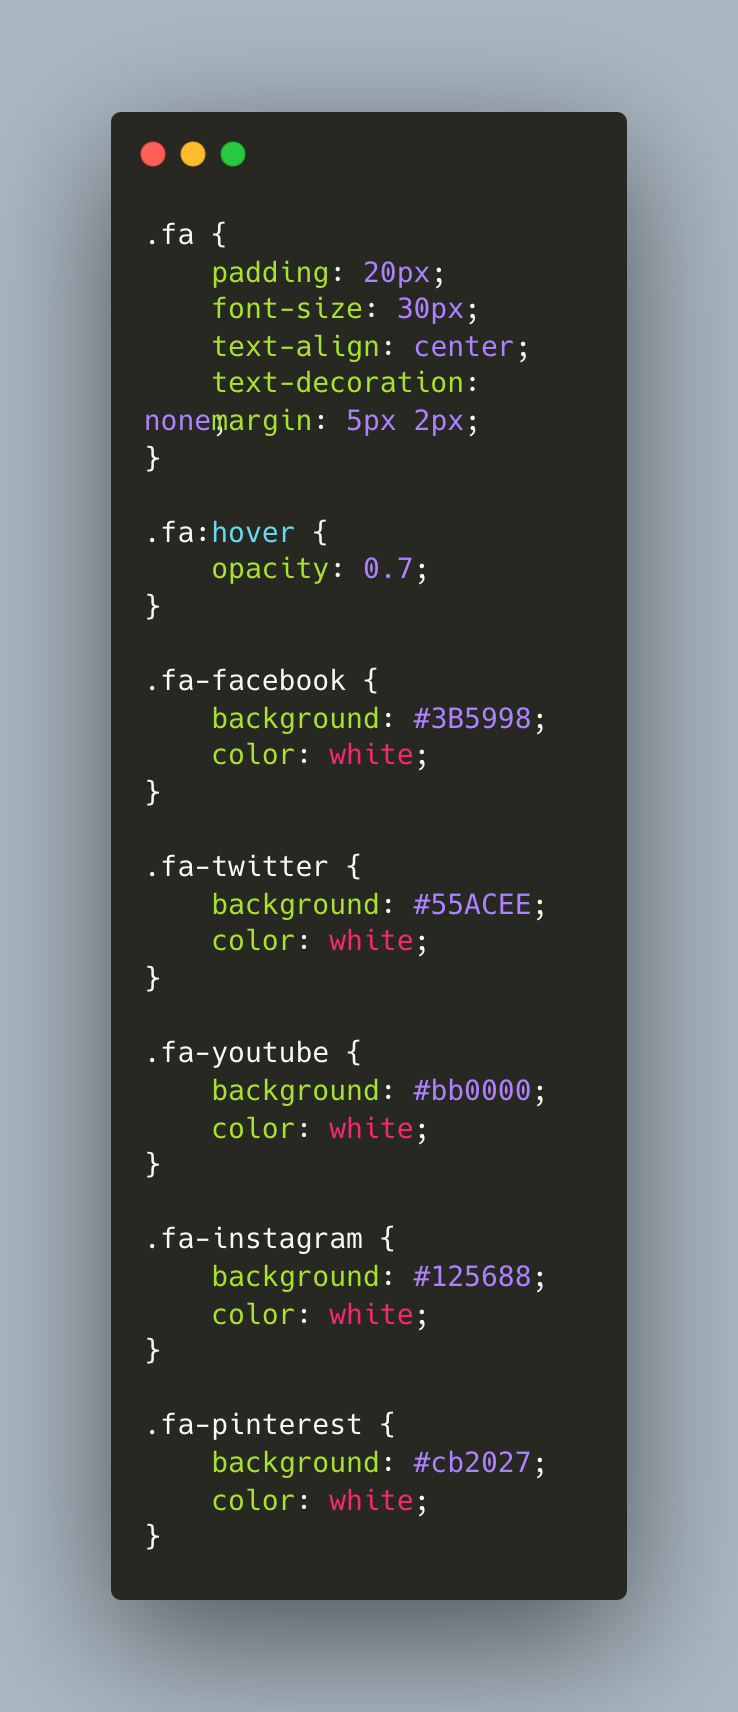 .fa {
    padding: 20px;
    font-size: 30px;
    text-align: center;
    text-decoration:
none;margin: 5px 2px;
}

.fa:hover {
    opacity: 0.7;
}

.fa-facebook {
    background: #3B5998;
    color: white;
}

.fa-twitter {
    background: #55ACEE;
    color: white;
}

.fa-youtube {
    background: #bb0000;
    color: white;
}

.fa-instagram {
    background: #125688;
    color: white;
}

.fa-pinterest {
    background: #cb2027;
    color: white;
}